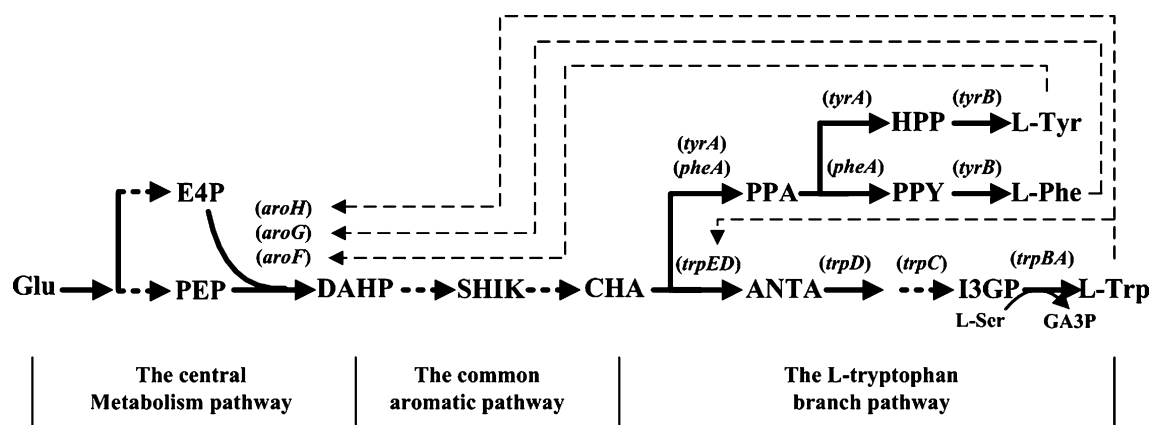 (tyrA) (tyrB)
HPP L-Tyr
(tyrA)
(pheA) (pheA) (tyrB)
E4P PPA PPY L-Phe
(aroH)
(aroG)
(aroF) (trpED) (trpD) (trpC) (trpBA)
Glu PEP DAHP SHIK CHA ANTA I3GP L-Trp
L-Ser GA3P
The central
Metabolism pathway
The common
aromatic pathway
The L-tryptophan
branch pathway